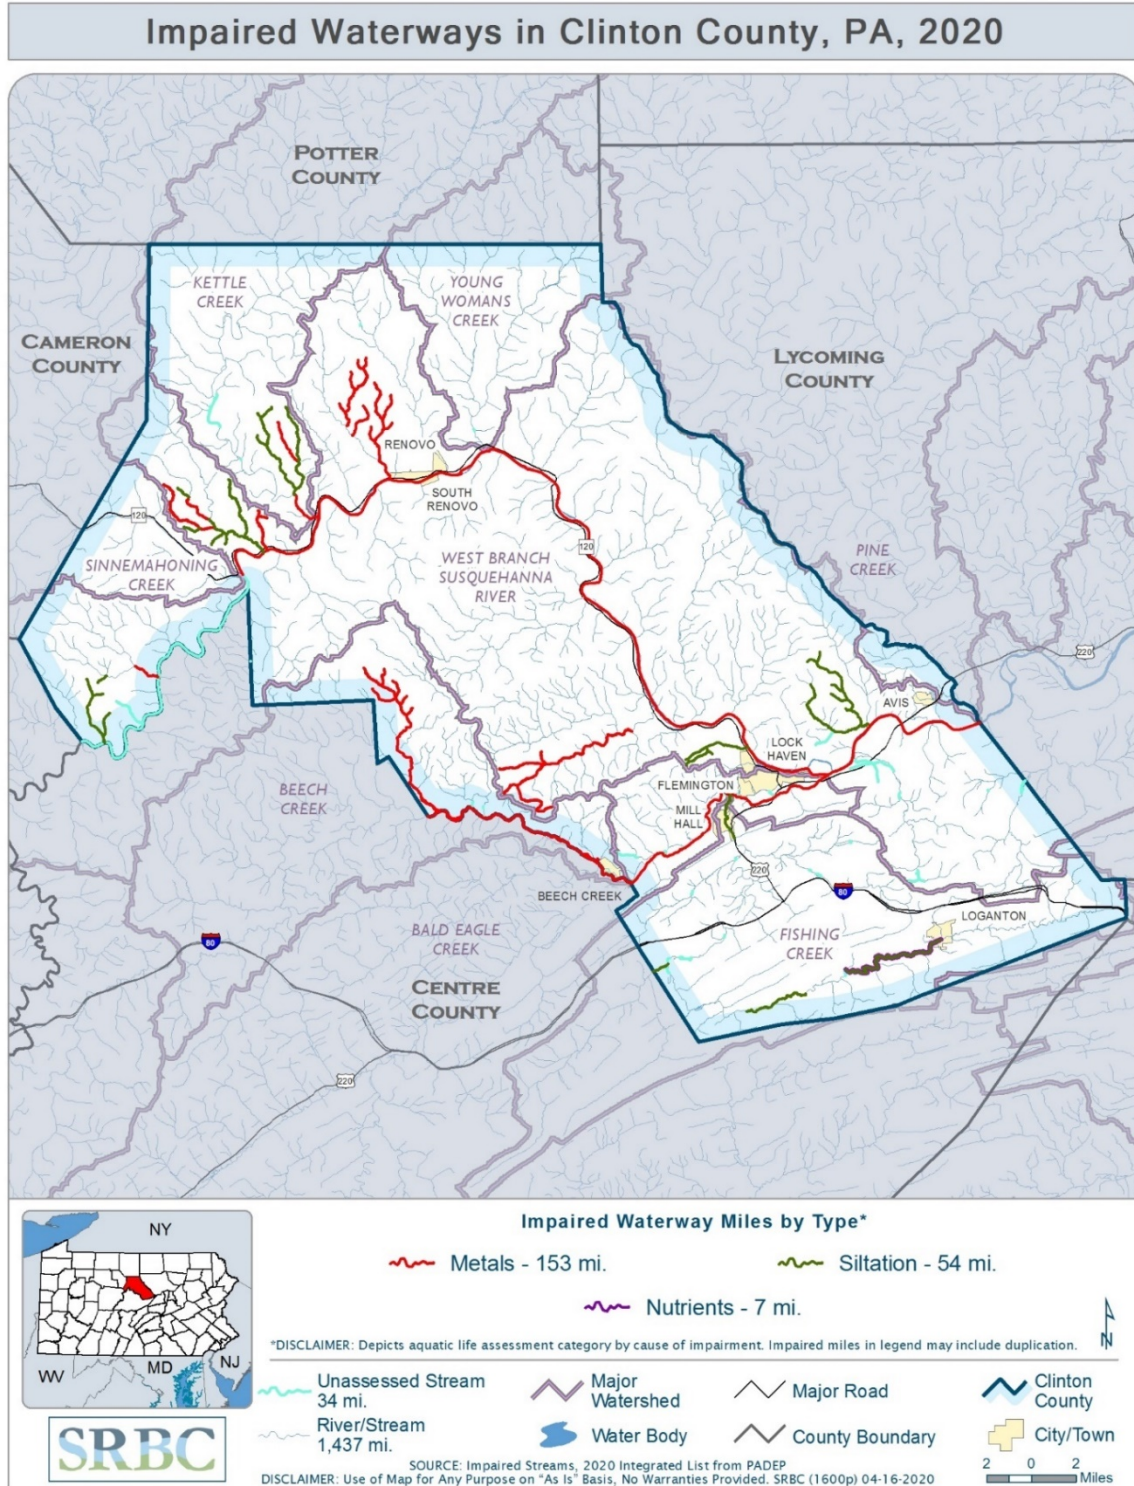 Impaired Waterways in Clinton County, PA, 2020
POTTER
COUNTY
KETTLE
CREEK
YOUNG
WOMANS
CREEK
CAMERON
COUNTY
LYCOMING
COUNTY
RENOVO
SOUTH
RENOVO
120
120
SINNEMAHONING
CREEK
WEST BRANCH
SUSQUEHANNA
RIVER
PINE
CREEK
220
AVIS
LOCK
HAVEN
FLEMINGTON
MILL
HALL
BEECH
CREEK
220
BEECH CREEK
80
LOGANTON
FISHING
CREEK
80
BALD EAGLE
CREEK
CENTRE
COUNTY
220
NY
WV
MD
NJ
Impaired Waterway Miles by Type*
Metals - 153 mi.
Siltation - 54 mi.
Nutrients - 7 mi.
N
*DISCLAIMER: Depicts aquatic life assessment category by cause of impairment. Impaired miles in legend may include duplication.
Unassessed Stream
34 mi.
River/Stream
1,437 mi.
Major
Watershed
Water Body
Major Road
County Boundary
Clinton
County
City/Town
SRBC
SOURCE: Impaired Streams, 2020 Integrated List from PADEP
DISCLAIMER: Use of Map for Any Purpose on "As Is" Basis, No Warranties Provided. SRBC (1600p) 04-16-2020
2 0 2
Miles